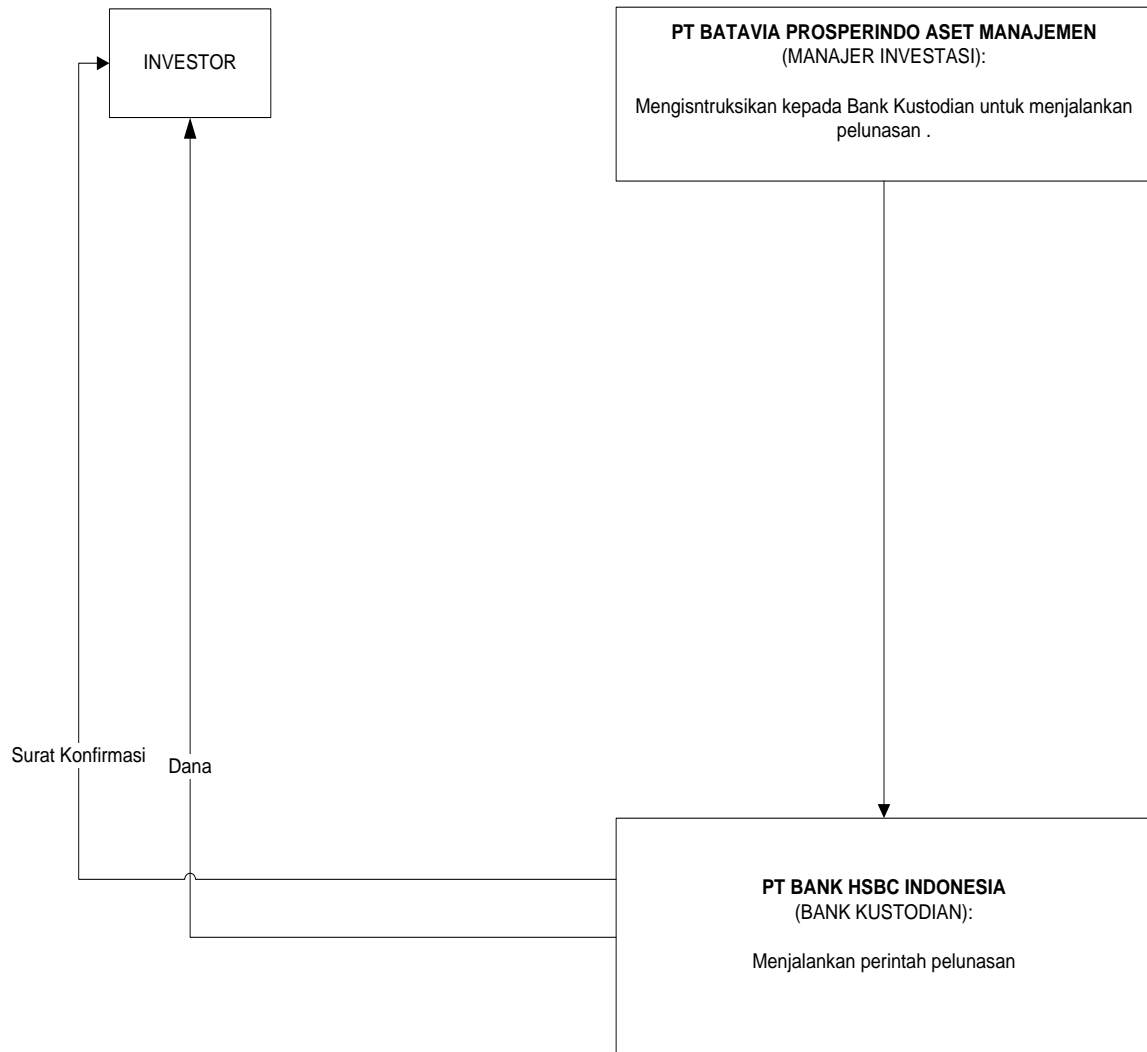 INVESTOR
PT BATAVIA PROSPERINDO ASET MANAJEMEN
(MANAJER INVESTASI):
Mengisntruksikan kepada Bank Kustodian untuk menjalankan
pelunasan .
Surat Konfirmasi
Dana
PT BANK HSBC INDONESIA
(BANK KUSTODIAN):
Menjalankan perintah pelunasan